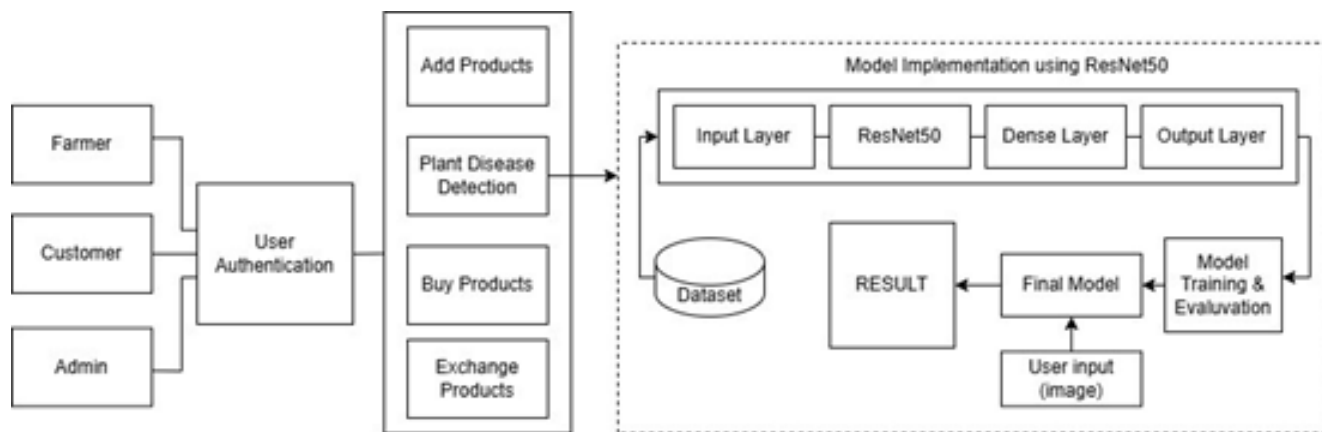 Farmer
Customer
Admin
User
Authentication
Add Products
Plant Disease
Detection
Buy Products
Exchange
Products
Model Implementation using ResNet50
Input Layer
ResNet50
Dense Layer
Output Layer
Dataset
RESULT
Final Model
Model
Training &
Evaluvation
User input
(image)